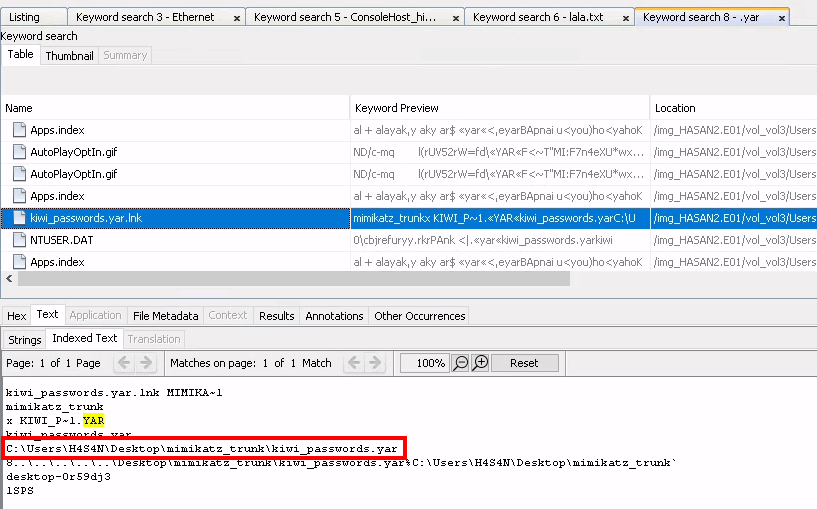 Listing
Keyword search 3 - Ethernet x
Keyword search 5 - ConsoleHost_hi... x
Keyword search 6 - lala.txt x
Keyword search 8 - .yar x
Keyword search
Table Thumbnail Summary
Name Keyword Preview Location
Apps.index al + alayak,y aky ar$ «yar«<,eyarBApnai u<you)ho<yahoK /img_HASAN2.E01/vol_vol3/Users
AutoPlayOptIn.gif ND/c-mq l(rUV52rW=fd\«YAR«F<~T"MI:F7n4eXU*wx... /img_HASAN2.E01/vol_vol3/Users
AutoPlayOptIn.gif ND/c-mq l(rUV52rW=fd\«YAR«F<~T"MI:F7n4eXU*wx... /img_HASAN2.E01/vol_vol3/Users
Apps.index al + alayak,y aky ar$ «yar«<,eyarBApnai u<you)ho<yahoK /img_HASAN2.E01/vol_vol3/Users
kiwi_passwords.yar.lnk mimikatz_trunkx KIWI_P~1.«YAR«kiwi_passwords.yarC:\U /img_HASAN2.E01/vol_vol3/Users
NTUSER.DAT 0\cbjrefuryy.rkrPAnk <|.«yar«kiwi_passwords.yarkiwi /img_HASAN2.E01/vol_vol3/Users
Apps.index al + alayak,y aky ar$ «yar«<,eyarBApnai u<you)ho<yahoK /img_HASAN2.E01/vol_vol3/Users
Hex Text Application File Metadata Context Results Annotations Other Occurrences
Strings Indexed Text Translation
Page: 1 of 1 Page Matches on page: 1 of 1 Match 100% Reset
kiwi_passwords.yar.lnk MIMIKA~1
mimikatz_trunk
x KIWI_P~1.YAR
kiwi_passwords.yar
C:\Users\H4S4N\Desktop\mimikatz_trunk\kiwi_passwords.yar
8..\..\..\..\..\Desktop\mimikatz_trunk\kiwi_passwords.yar%C:\Users\H4S4N\Desktop\mimikatz_trunk`
desktop-0r59dj3
1SPS